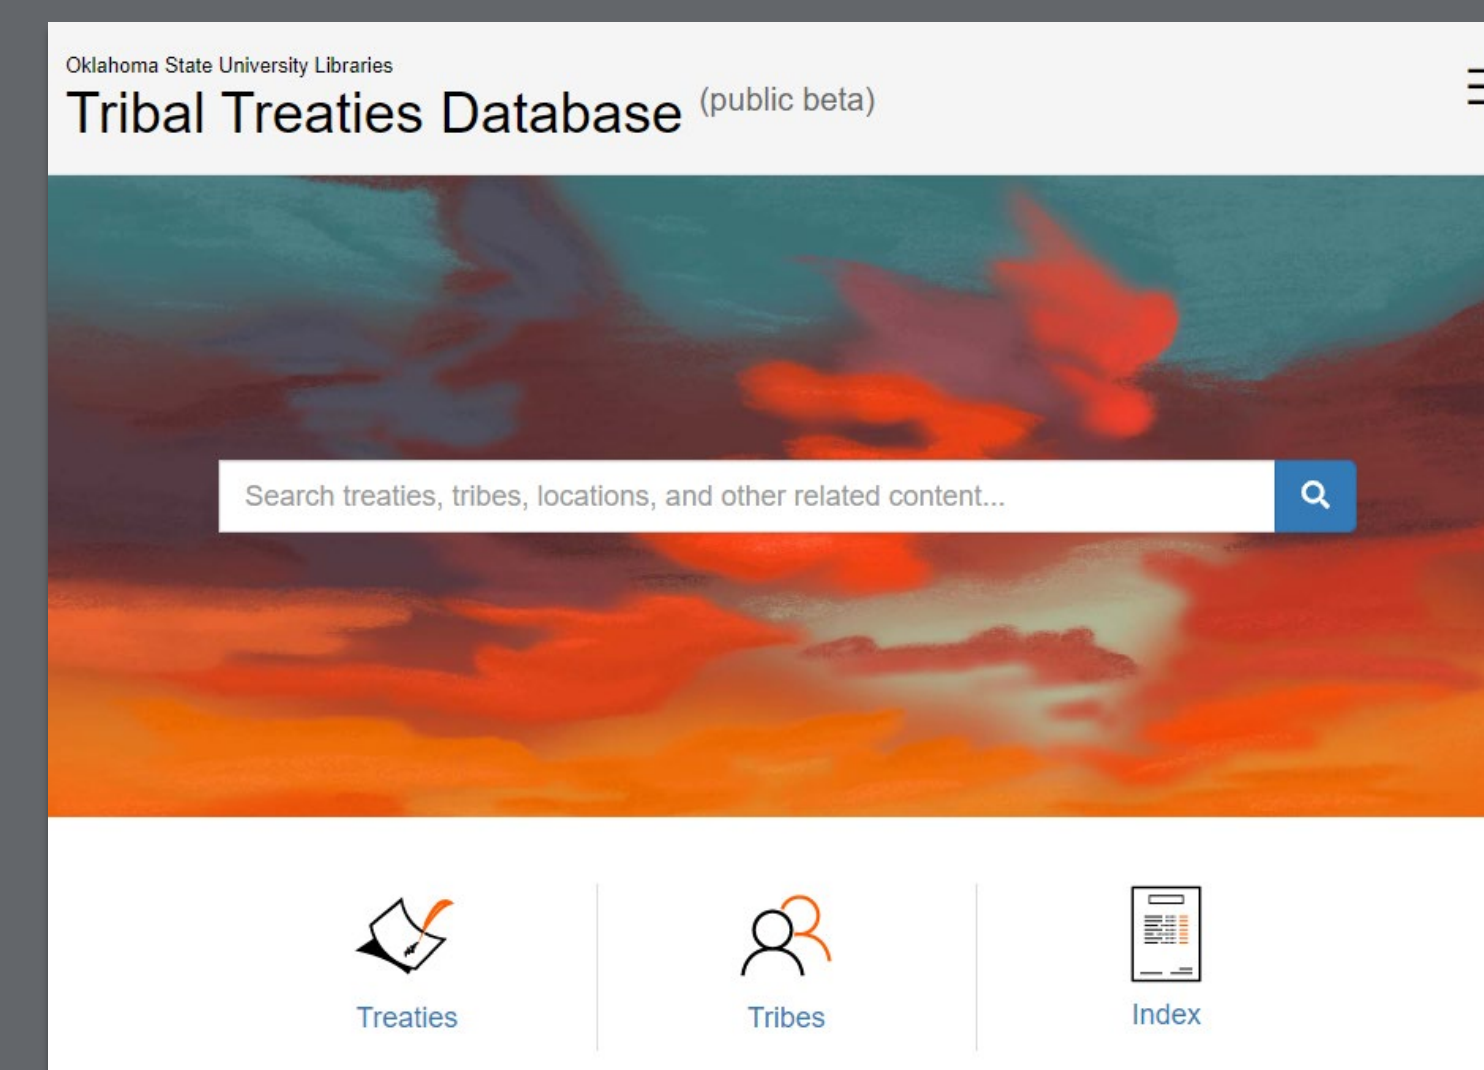 Oklahoma State University Libraries
Tribal Treaties Database (public beta)
Search treaties, tribes, locations, and other related content...
Treaties
Tribes
Index